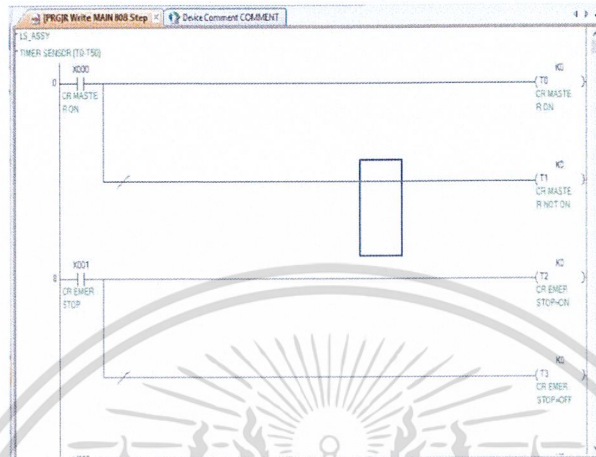 [PRG]R Write MAIN 808 Step
Device Comment COMMENT
LS_ASSY
TIMER SENSOR (T0-T50)
X000
K0
0
T0
CR MASTE
R ON
CR MASTE
R ON
K0
T1
CR MASTE
R NOT ON
X001
K0
8
T2
CR EMER
STOP
CR EMER
STOP=ON
K0
T3
CR EMER
STOP=OFF